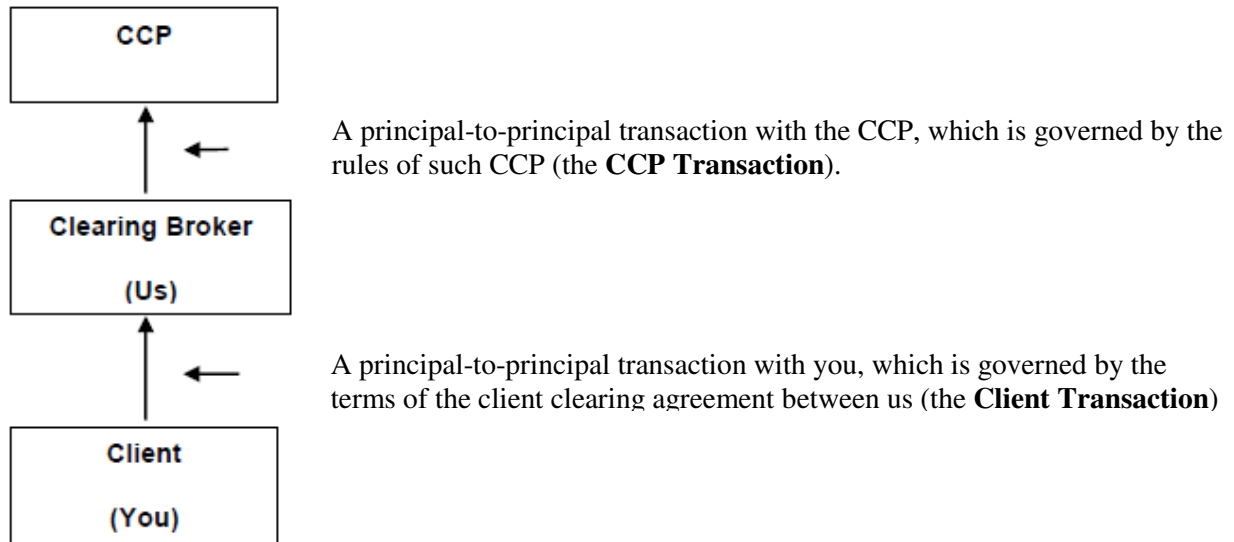 CCP
A principal-to-principal transaction with the CCP, which is governed by the
rules of such CCP (the CCP Transaction).
Clearing Broker
(Us)
A principal-to-principal transaction with you, which is governed by the
terms of the client clearing agreement between us (the Client Transaction)
Client
(You)